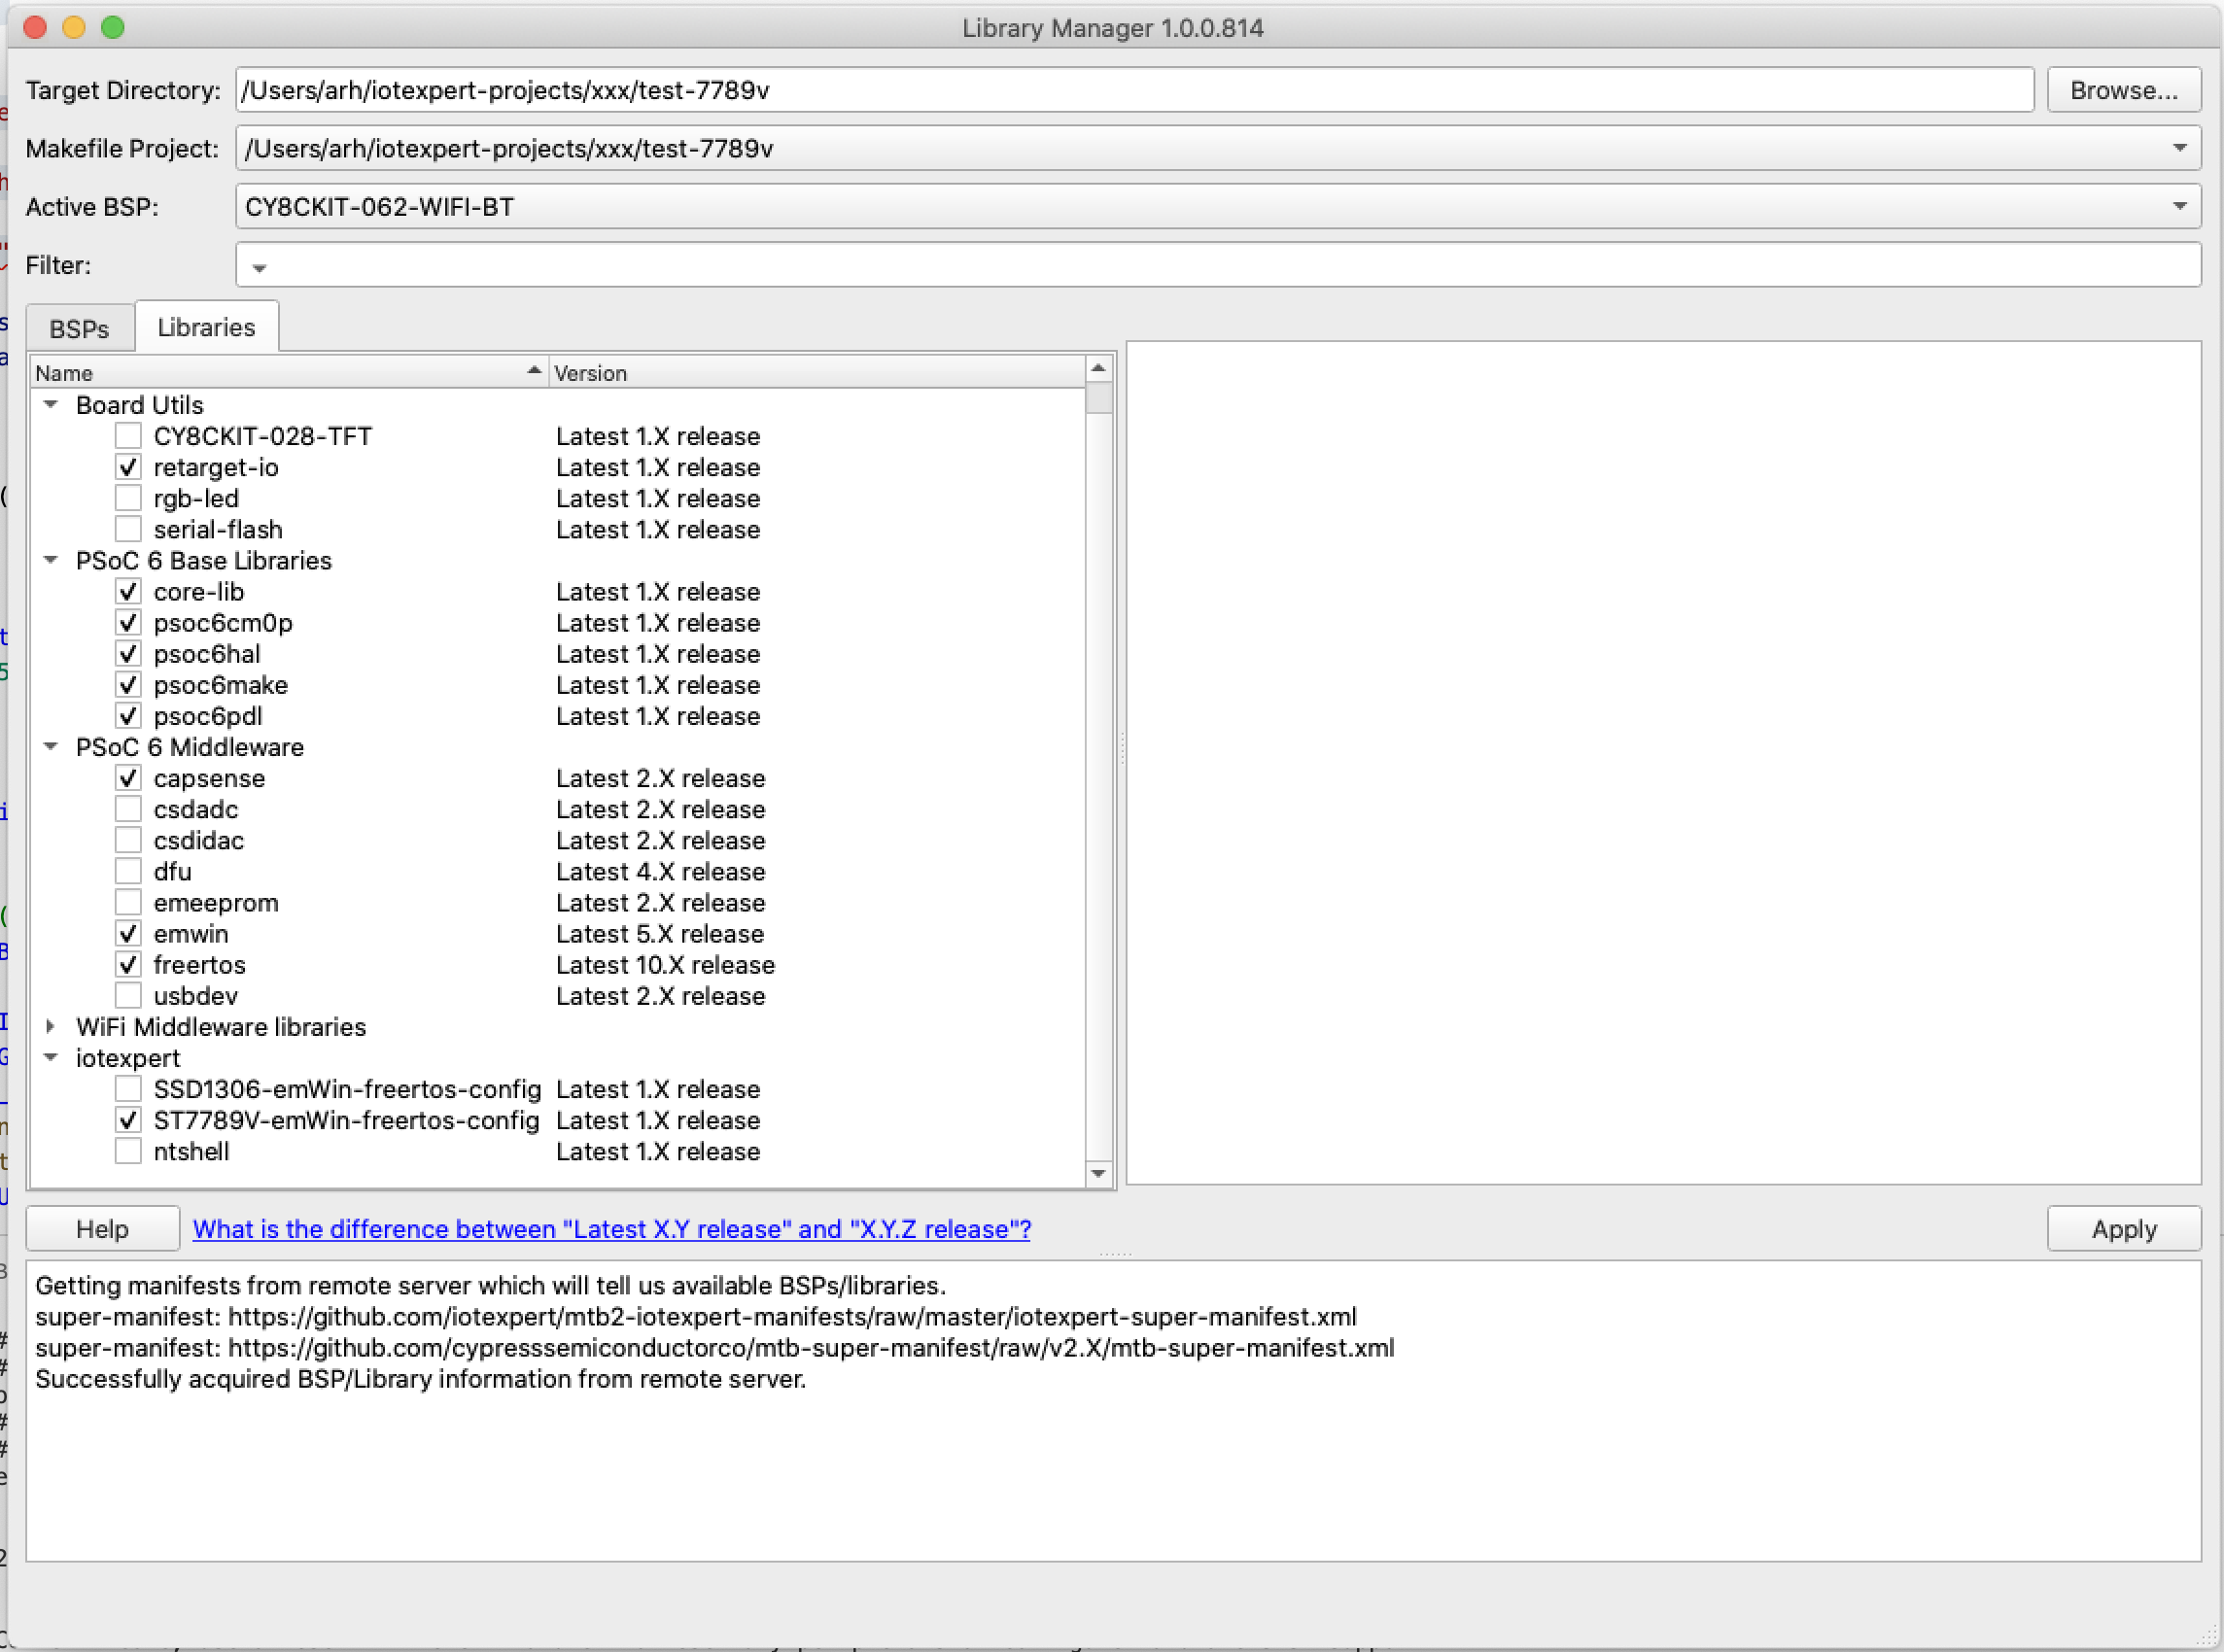 Library Manager 1.0.0.814
Target Directory: /Users/arh/iotexpert-projects/xxx/test-7789v Browse...
Makefile Project: /Users/arh/iotexpert-projects/xxx/test-7789v
Active BSP: CY8CKIT-062-WIFI-BT
Filter:
BSPs Libraries
Name Version
Board Utils
CY8CKIT-028-TFT Latest 1.X release
retarget-io Latest 1.X release
rgb-led Latest 1.X release
serial-flash Latest 1.X release
PSoC 6 Base Libraries
core-lib Latest 1.X release
psoc6cm0p Latest 1.X release
psoc6hal Latest 1.X release
psoc6make Latest 1.X release
psoc6pdl Latest 1.X release
PSoC 6 Middleware
capsense Latest 2.X release
csdadc Latest 2.X release
csdidac Latest 2.X release
dfu Latest 4.X release
emeeprom Latest 2.X release
emwin Latest 5.X release
freertos Latest 10.X release
usbdev Latest 2.X release
WiFi Middleware libraries
iotexpert
SSD1306-emWin-freertos-config Latest 1.X release
ST7789V-emWin-freertos-config Latest 1.X release
ntshell Latest 1.X release
Help What is the difference between "Latest X.Y release" and "X.Y.Z release"? Apply
Getting manifests from remote server which will tell us available BSPs/libraries.
super-manifest: https://github.com/iotexpert/mtb2-iotexpert-manifests/raw/master/iotexpert-super-manifest.xml
super-manifest: https://github.com/cypresssemiconductorco/mtb-super-manifest/raw/v2.X/mtb-super-manifest.xml
Successfully acquired BSP/Library information from remote server.